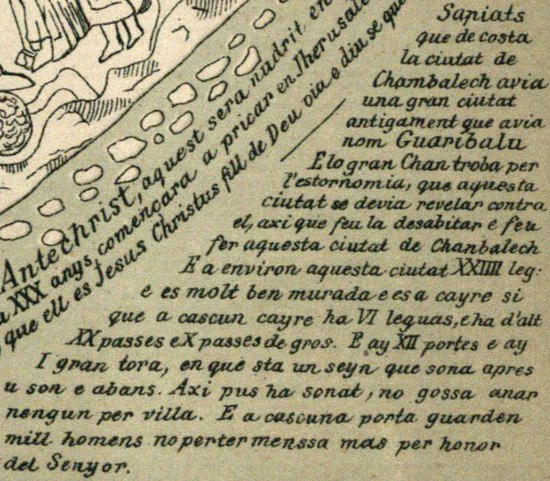 Antechrist, aquest sera nudrit en
XXX anys comencara a pricar en Jherusale
que ell es Jesus Christus fill de Deu viu e diu se que
Sapiats
que de costa
la ciutat de
Chambalech avia
una gran ciutat
antigament que avia
nom Guaribalu
E lo gran Chan troba per
l'estornomia, que aquesta
ciutat se devia revelar contra
el, axi que feu la desabitar e feu
fer aquesta ciutat de Chanbalech
E a environ aquesta ciutat XXIIII leg:
e es molt ben murada e es a cayre si
que a cascun cayre ha VI leguas, e ha d'alt
XX passes e X passes de gros. E ay XII portes e ay
I gran tora, en que sta un seyn que sona apres
u son e abans. Axi pus ha sonat, no gossa anar
nengun per villa. E a cascuna porta guarden
mill homens no per termenssa mas per honor
del Senyor.